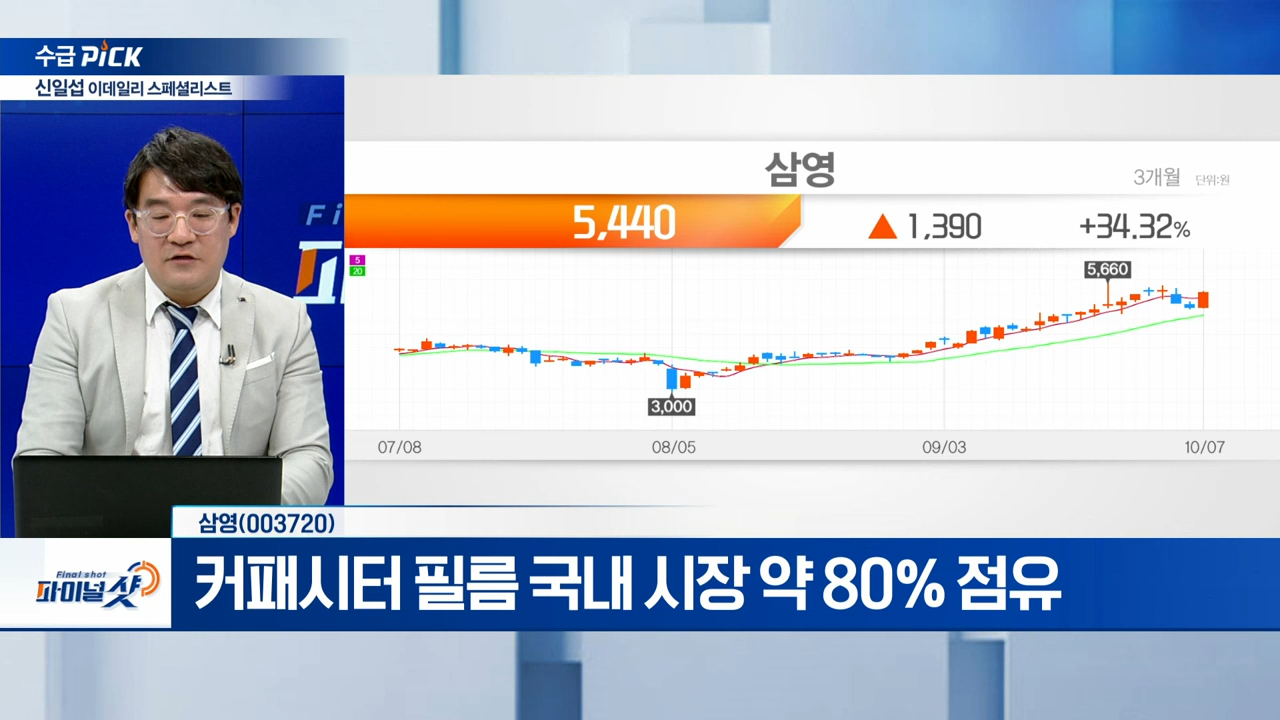 수급 PiCK
신일섭 이데일리 스페셜리스트
Fi
파
삼영
3개월 단위:원
5,440 ▲ 1,390 +34.32%
5
20
5,660
3,000
07/08 08/05 09/03 10/07
삼영(003720)
Final shot
파이널샷
커패시터 필름 국내 시장 약 80% 점유